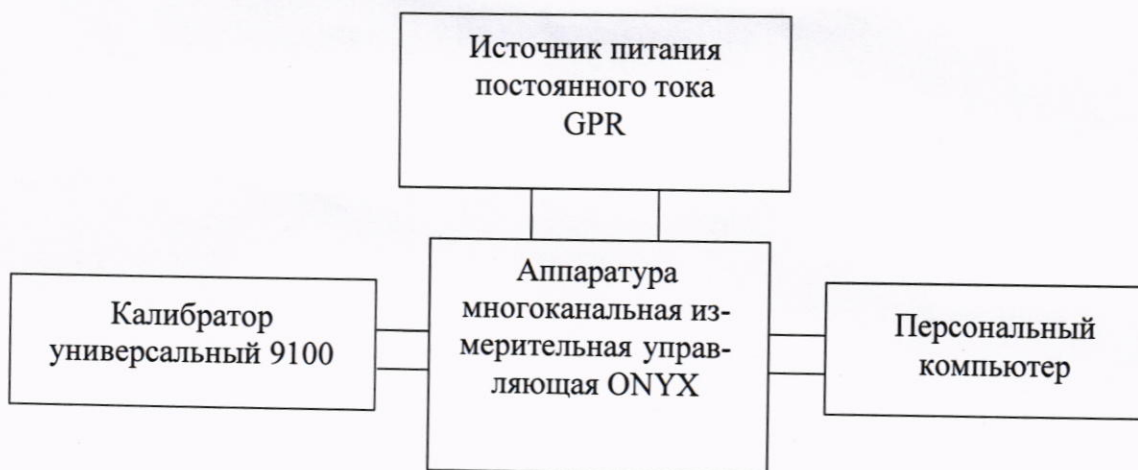 Источник питания
постоянного тока
GPR
Аппаратура
многоканальная из-
мерительная управ-
ляющая ONYX
Калибратор
универсальный 9100
Персональный
компьютер